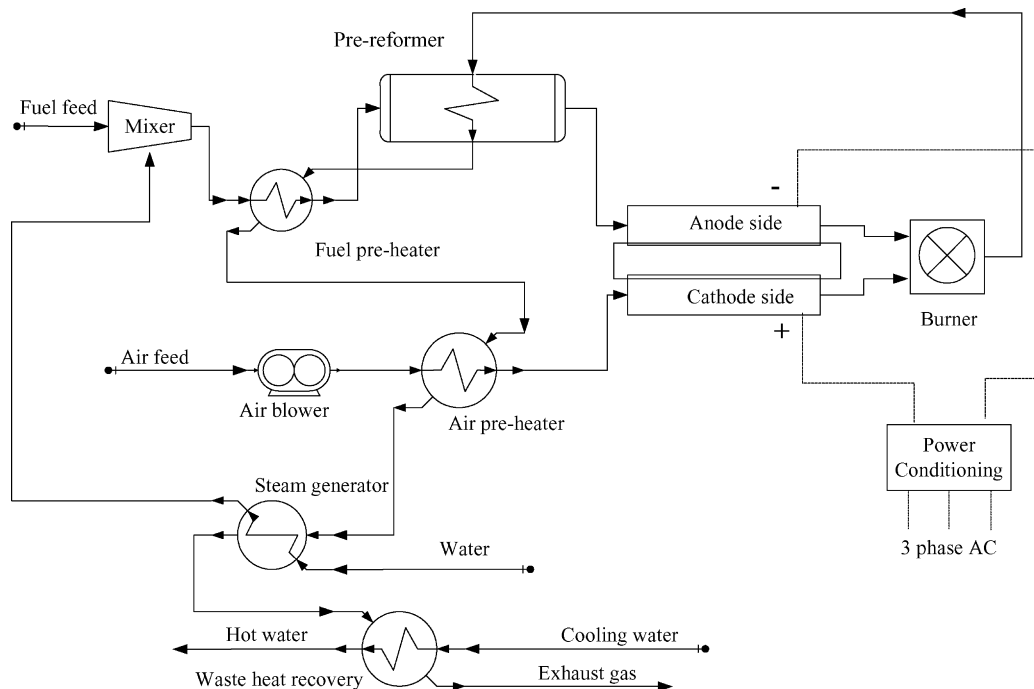 Pre-reformer
Fuel feed
Mixer
-
Anode side
Fuel pre-heater
Cathode side
+
Burner
Air feed
Air blower
Air pre-heater
Power
Conditioning
Steam generator
Water
3 phase AC
Hot water
Cooling water
Waste heat recovery
Exhaust gas